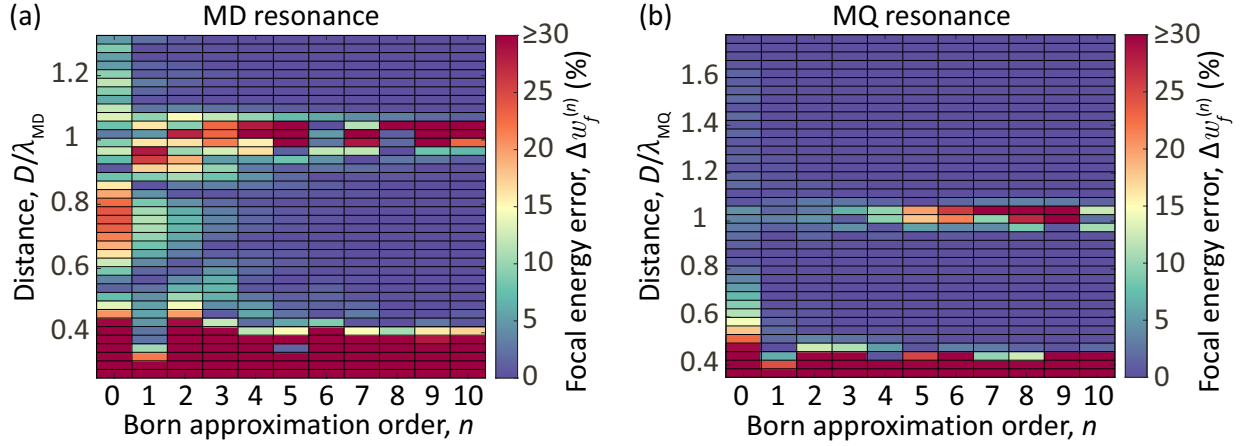 (a) MD resonance
Distance, D/λMD
1.2
1
0.8
0.6
0.4
0 1 2 3 4 5 6 7 8 9 10
Born approximation order, n
≥30
25
20
15
10
5
0
Focal energy error, Δwf(n) (%)
(b) MQ resonance
Distance, D/λMQ
1.6
1.4
1.2
1
0.8
0.6
0.4
0 1 2 3 4 5 6 7 8 9 10
Born approximation order, n
≥30
25
20
15
10
5
0
Focal energy error, Δwf(n) (%)